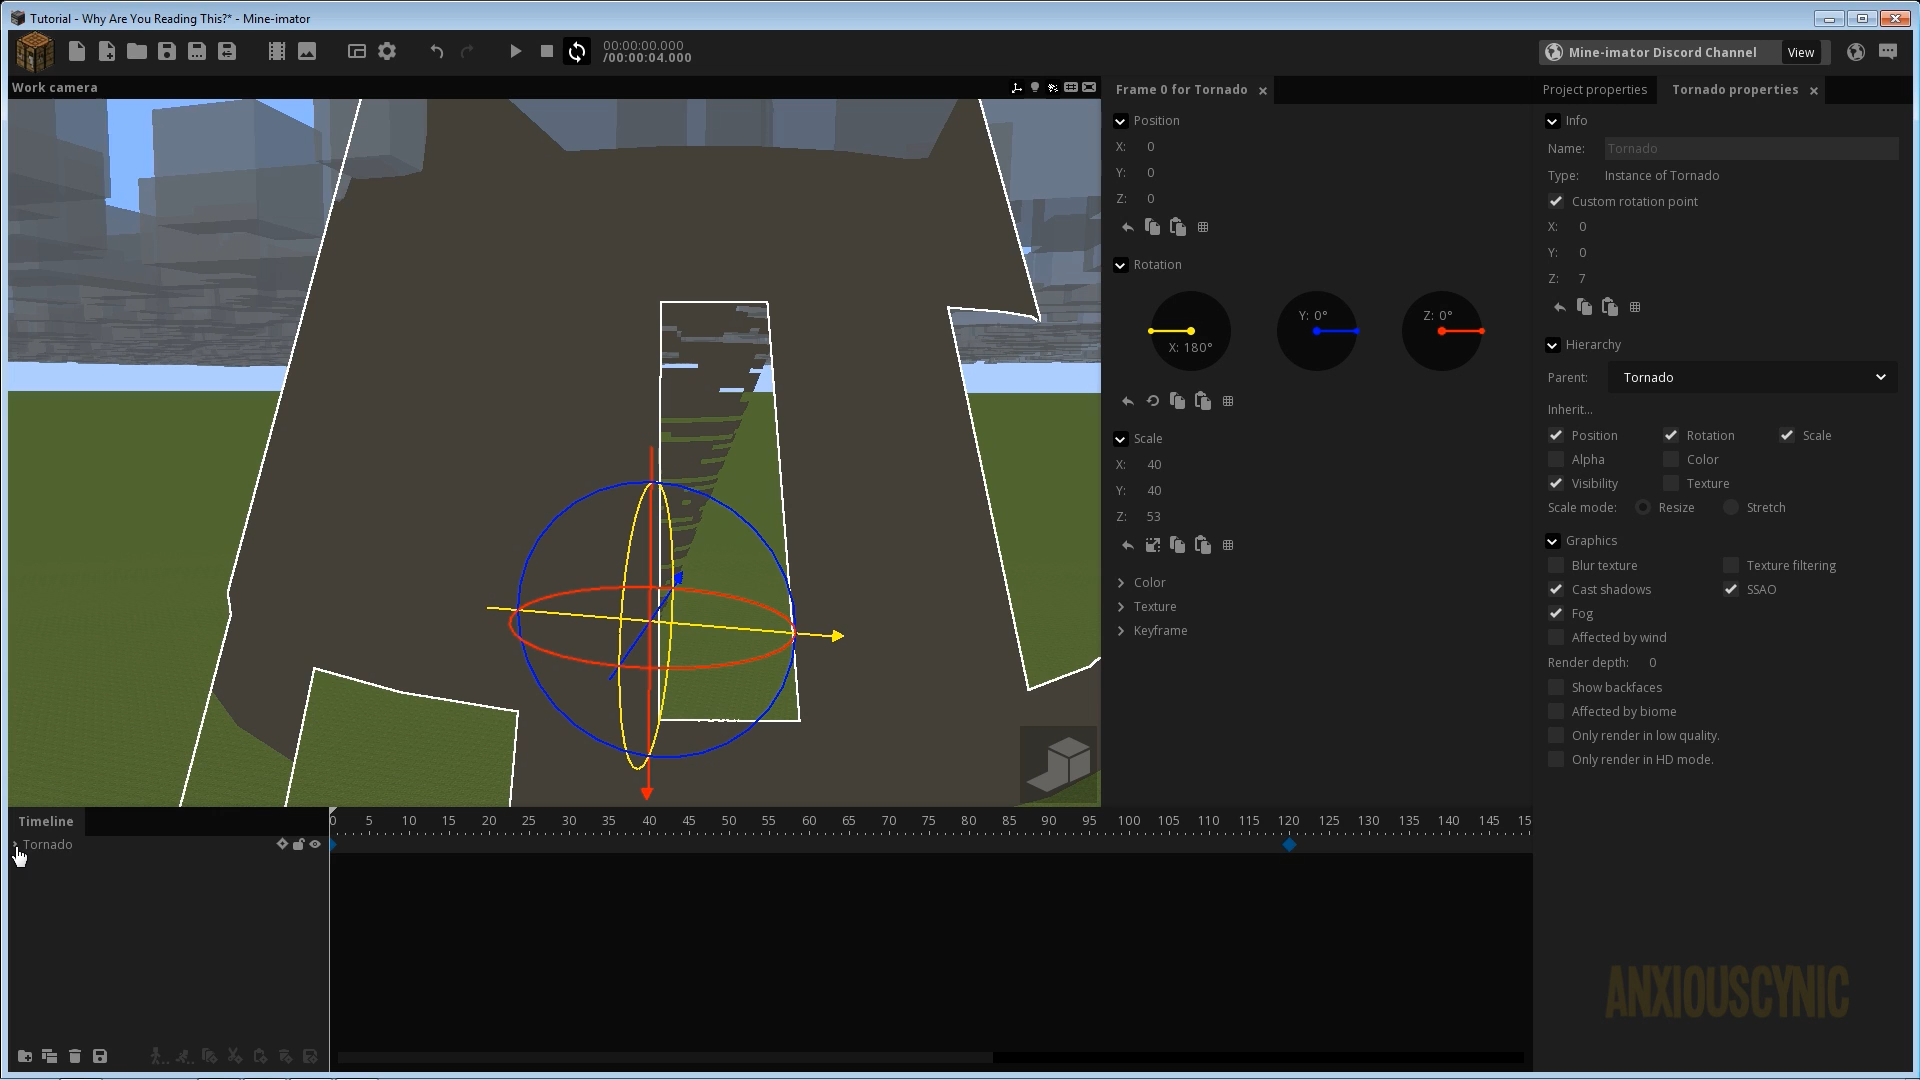 Tutorial - Why Are You Reading This?* - Mine-imator
00:00:00.000
/00:00:04.000
Mine-imator Discord Channel
View
Work camera
Frame 0 for Tornado
Position
X: 0
Y: 0
Z: 0
Rotation
X: 180°
Y: 0°
Z: 0°
Scale
X: 40
Y: 40
Z: 53
Color
Texture
Keyframe
Project properties
Tornado properties
Info
Name: Tornado
Type: Instance of Tornado
Custom rotation point
X: 0
Y: 0
Z: 7
Hierarchy
Parent: Tornado
Inherit...
Position Rotation Scale
Alpha Color
Visibility Texture
Scale mode: Resize Stretch
Graphics
Blur texture Texture filtering
Cast shadows SSAO
Fog
Affected by wind
Render depth: 0
Show backfaces
Affected by biome
Only render in low quality.
Only render in HD mode.
ANXIOUSCYNIC
Timeline
0 5 10 15 20 25 30 35 40 45 50 55 60 65 70 75 80 85 90 95 100 105 110 115 120 125 130 135 140 145 15
Tornado